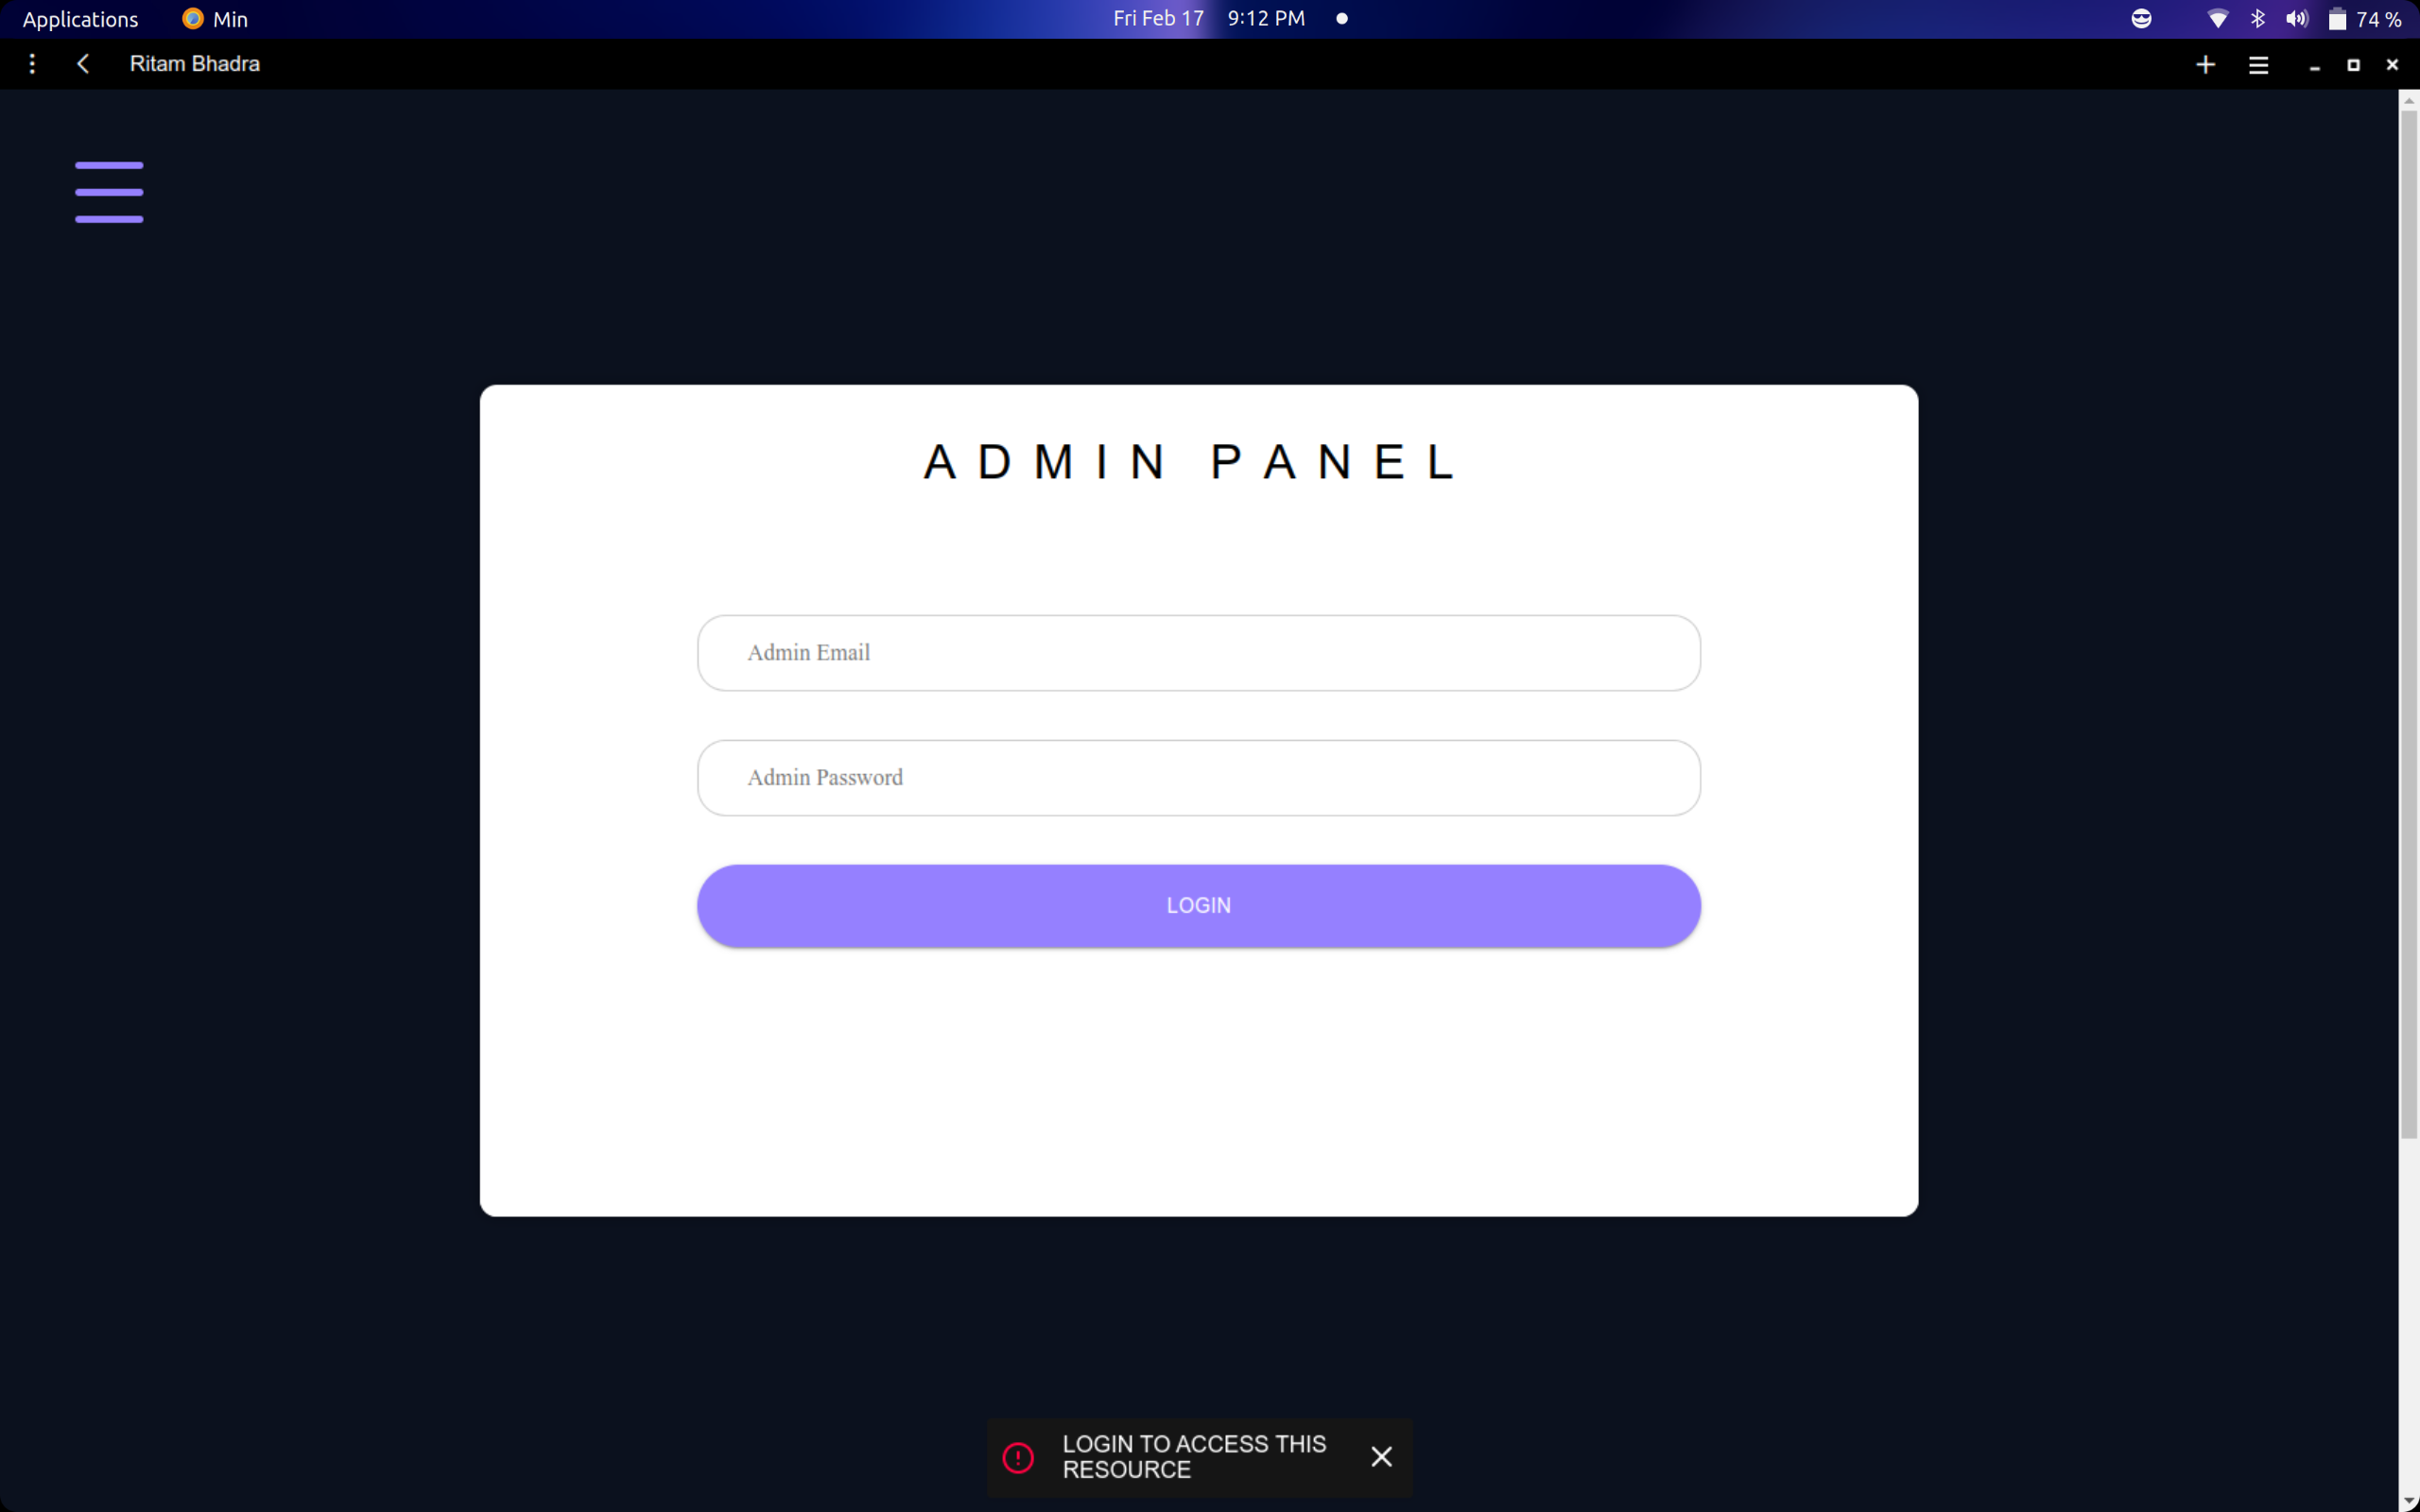 Applications Min Fri Feb 17 9:12 PM 74 %
Ritam Bhadra
ADMIN PANEL
Admin Email
Admin Password
LOGIN
LOGIN TO ACCESS THIS
RESOURCE